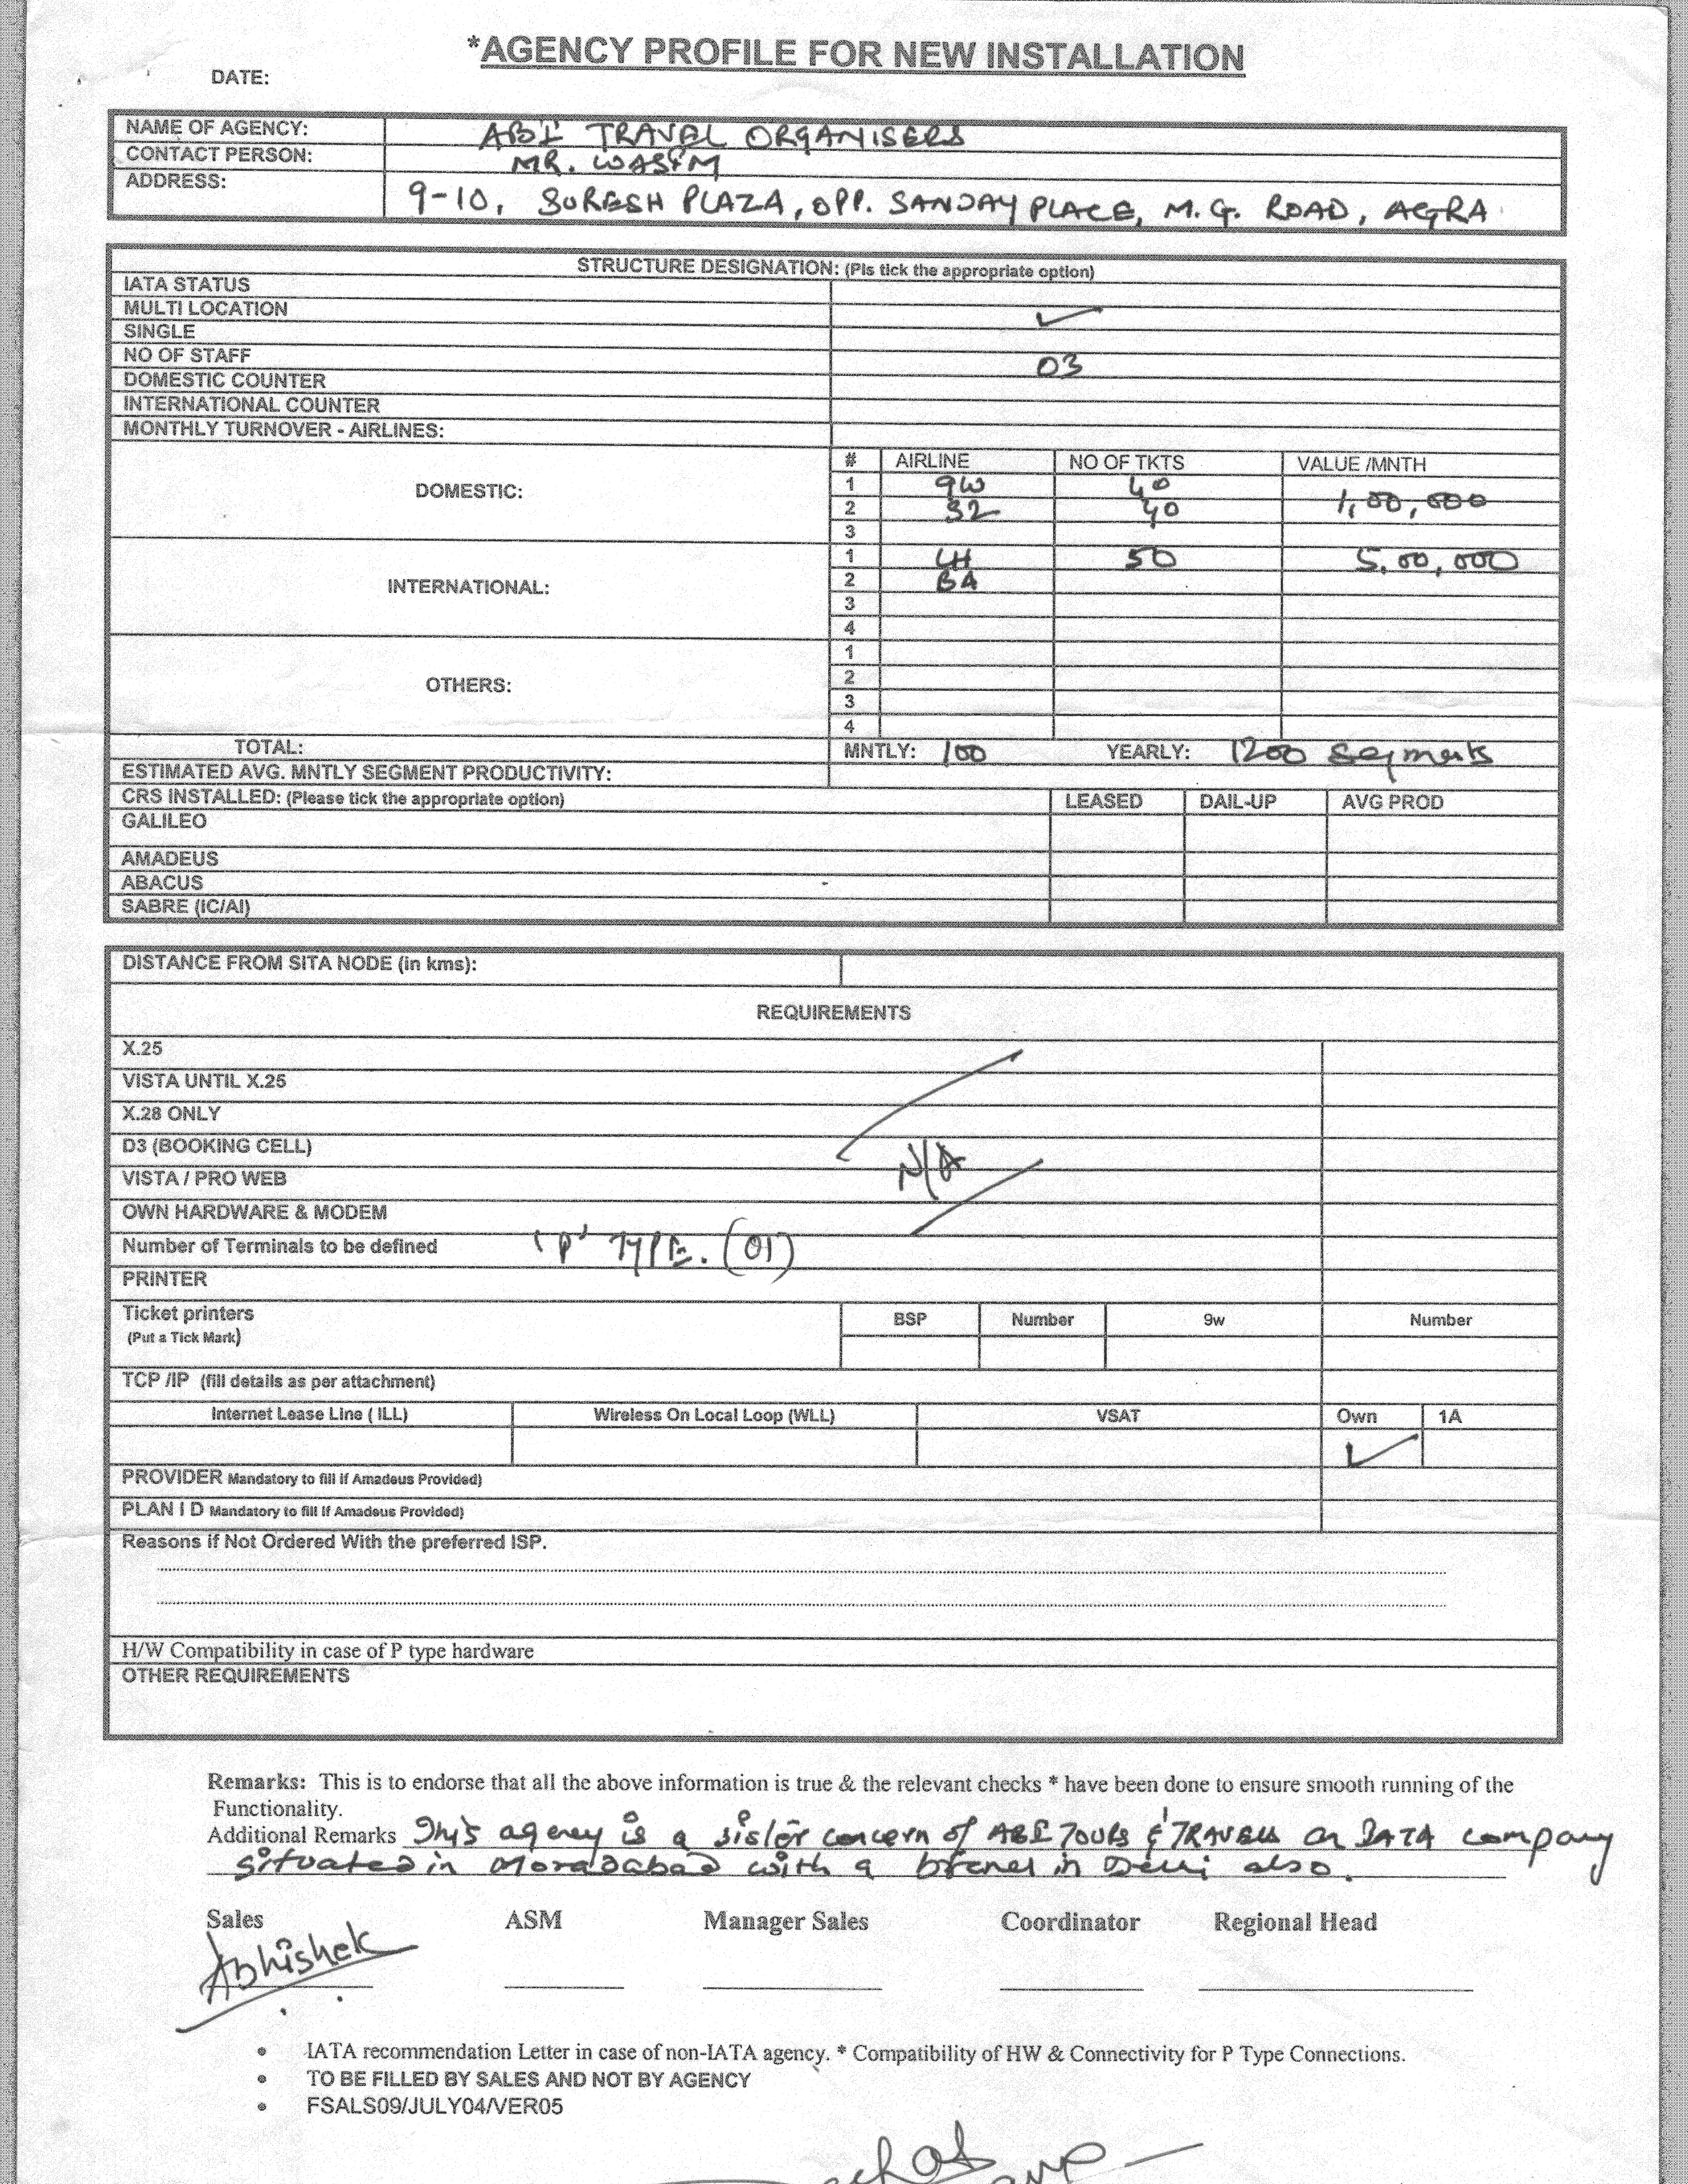 *AGENCY PROFILE FOR NEW INSTALLATION
DATE:
NAME OF AGENCY: ABI TRAVEL ORGANISERS
CONTACT PERSON: MR. WASIM
ADDRESS: 9-10, SURESH PLAZA, OPP. SANJAY PLACE, M.G. ROAD, AGRA
STRUCTURE DESIGNATION: (Pls tick the appropriate option)
IATA STATUS
MULTI LOCATION ✓
SINGLE
NO OF STAFF 03
DOMESTIC COUNTER
INTERNATIONAL COUNTER
MONTHLY TURNOVER - AIRLINES:
# AIRLINE NO OF TKTS VALUE /MNTH
DOMESTIC:
1 9W 40
2 S2 40 1,00,000
3
INTERNATIONAL:
1 LH 50 5,00,000
2 BA
3
4
OTHERS:
1
2
3
4
TOTAL: MNTLY: 100 YEARLY: 1200 Segments
ESTIMATED AVG. MNTLY SEGMENT PRODUCTIVITY:
CRS INSTALLED: (Please tick the appropriate option) LEASED DAIL-UP AVG PROD
GALILEO
AMADEUS
ABACUS
SABRE (IC/AI)
DISTANCE FROM SITA NODE (in kms):
REQUIREMENTS
X.25
VISTA UNTIL X.25
X.28 ONLY
D3 (BOOKING CELL)
VISTA / PRO WEB N/A
OWN HARDWARE & MODEM
Number of Terminals to be defined 'P' TYPE. (01)
PRINTER
Ticket printers BSP Number 9w Number
(Put a Tick Mark)
TCP /IP (fill details as per attachment)
Internet Lease Line ( ILL) Wireless On Local Loop (WLL) VSAT Own 1A
✓
PROVIDER Mandatory to fill if Amadeus Provided)
PLAN I D Mandatory to fill if Amadeus Provided)
Reasons if Not Ordered With the preferred ISP.
H/W Compatibility in case of P type hardware
OTHER REQUIREMENTS
Remarks: This is to endorse that all the above information is true & the relevant checks * have been done to ensure smooth running of the
Functionality.
Additional Remarks This agency is a sister concern of ABI TOURS & TRAVELS an IATA company
situated in Moradabad with a branch in Delhi also.
Sales ASM Manager Sales Coordinator Regional Head
Abhishek
• IATA recommendation Letter in case of non-IATA agency. * Compatibility of HW & Connectivity for P Type Connections.
• TO BE FILLED BY SALES AND NOT BY AGENCY
• FSALS09/JULY04/VER05